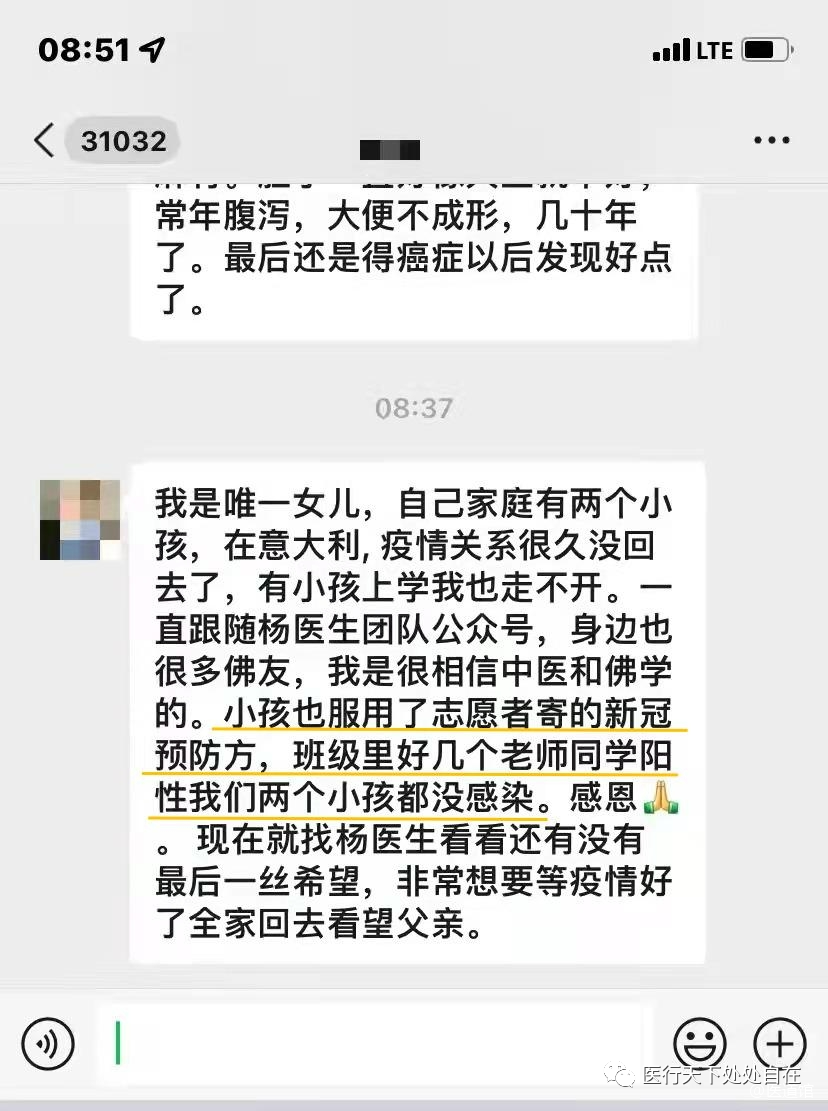 08:51
LTE
31032
常年腹泻，大便不成形，几十年
了。最后还是得癌症以后发现好点
了。
08:37
我是唯一女儿，自己家庭有两个小
孩，在意大利, 疫情关系很久没回
去了，有小孩上学我也走不开。一
直跟随杨医生团队公众号，身边也
很多佛友，我是很相信中医和佛学
的。小孩也服用了志愿者寄的新冠
预防方，班级里好几个老师同学阳
性我们两个小孩都没感染。感恩🙏
。现在就找杨医生看看还有没有
最后一丝希望，非常想要等疫情好
了全家回去看望父亲。
医行天下处处自在